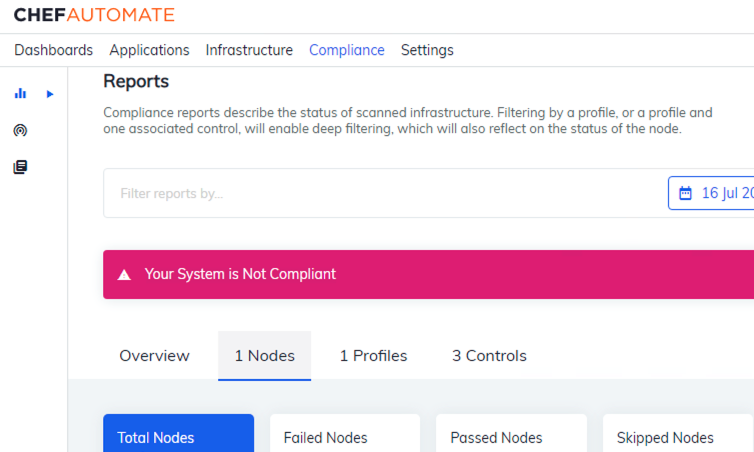 CHEFAUTOMATE
Dashboards Applications Infrastructure Compliance Settings
Reports
Compliance reports describe the status of scanned infrastructure. Filtering by a profile, or a profile and
one associated control, will enable deep filtering, which will also reflect on the status of the node.
Filter reports by...
16 Jul 20
Your System is Not Compliant
Overview 1 Nodes 1 Profiles 3 Controls
Total Nodes Failed Nodes Passed Nodes Skipped Nodes